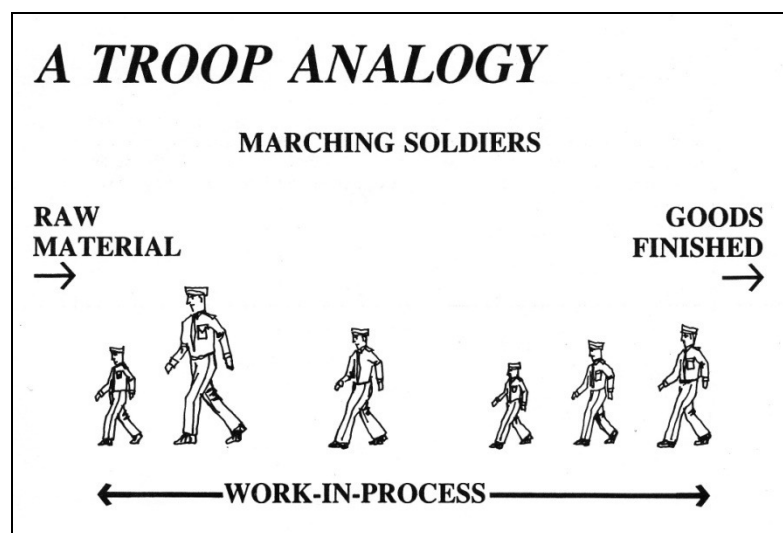 A TROOP ANALOGY
MARCHING SOLDIERS
RAW
MATERIAL
GOODS
FINISHED
WORK-IN-PROCESS